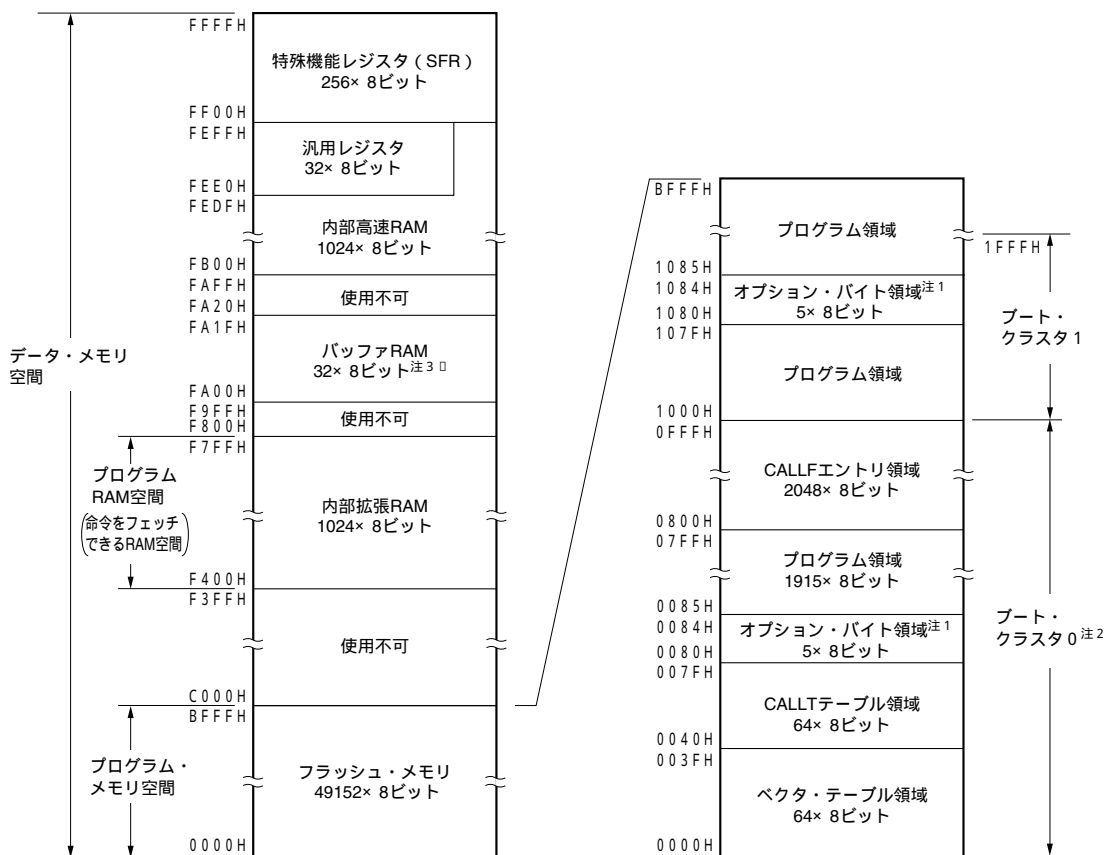 FFFFH
特殊機能レジスタ(SFR)
256× 8ビット
FF00H
FEFFH
汎用レジスタ
32× 8ビット
FEE0H
FEDFH
内部高速RAM
1024× 8ビット
FB00H
FAFFH
使用不可
FA20H
FA1FH
データ・メモリ
空間
バッファRAM
32× 8ビット注3
FA00H
F9FFH
使用不可
F800H
F7FFH
プログラム
RAM空間
(命令をフェッチ
できるRAM空間)
内部拡張RAM
1024× 8ビット
F400H
F3FFH
使用不可
C000H
BFFFH
プログラム・
メモリ空間
フラッシュ・メモリ
49152× 8ビット
0000H
BFFFH
プログラム領域
1FFFH
1085H
1084H
オプション・バイト領域注1
5× 8ビット
1080H
107FH
ブート・
クラスタ1
プログラム領域
1000H
0FFFH
CALLFエントリ領域
2048× 8ビット
0800H
07FFH
プログラム領域
1915× 8ビット
0085H
0084H
オプション・バイト領域注1
5× 8ビット
0080H
007FH
ブート・
クラスタ0注2
CALLTテーブル領域
64× 8ビット
0040H
003FH
ベクタ・テーブル領域
64× 8ビット
0000H